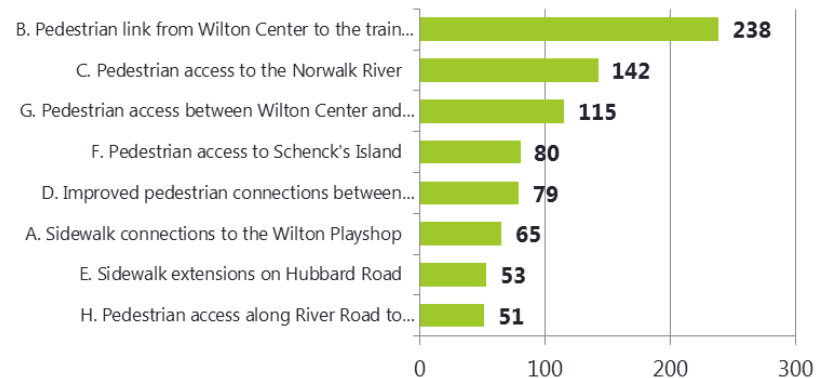 B. Pedestrian link from Wilton Center to the train... 238
C. Pedestrian access to the Norwalk River 142
G. Pedestrian access between Wilton Center and... 115
F. Pedestrian access to Schenck's Island 80
D. Improved pedestrian connections between... 79
A. Sidewalk connections to the Wilton Playshop 65
E. Sidewalk extensions on Hubbard Road 53
H. Pedestrian access along River Road to... 51
0 100 200 300